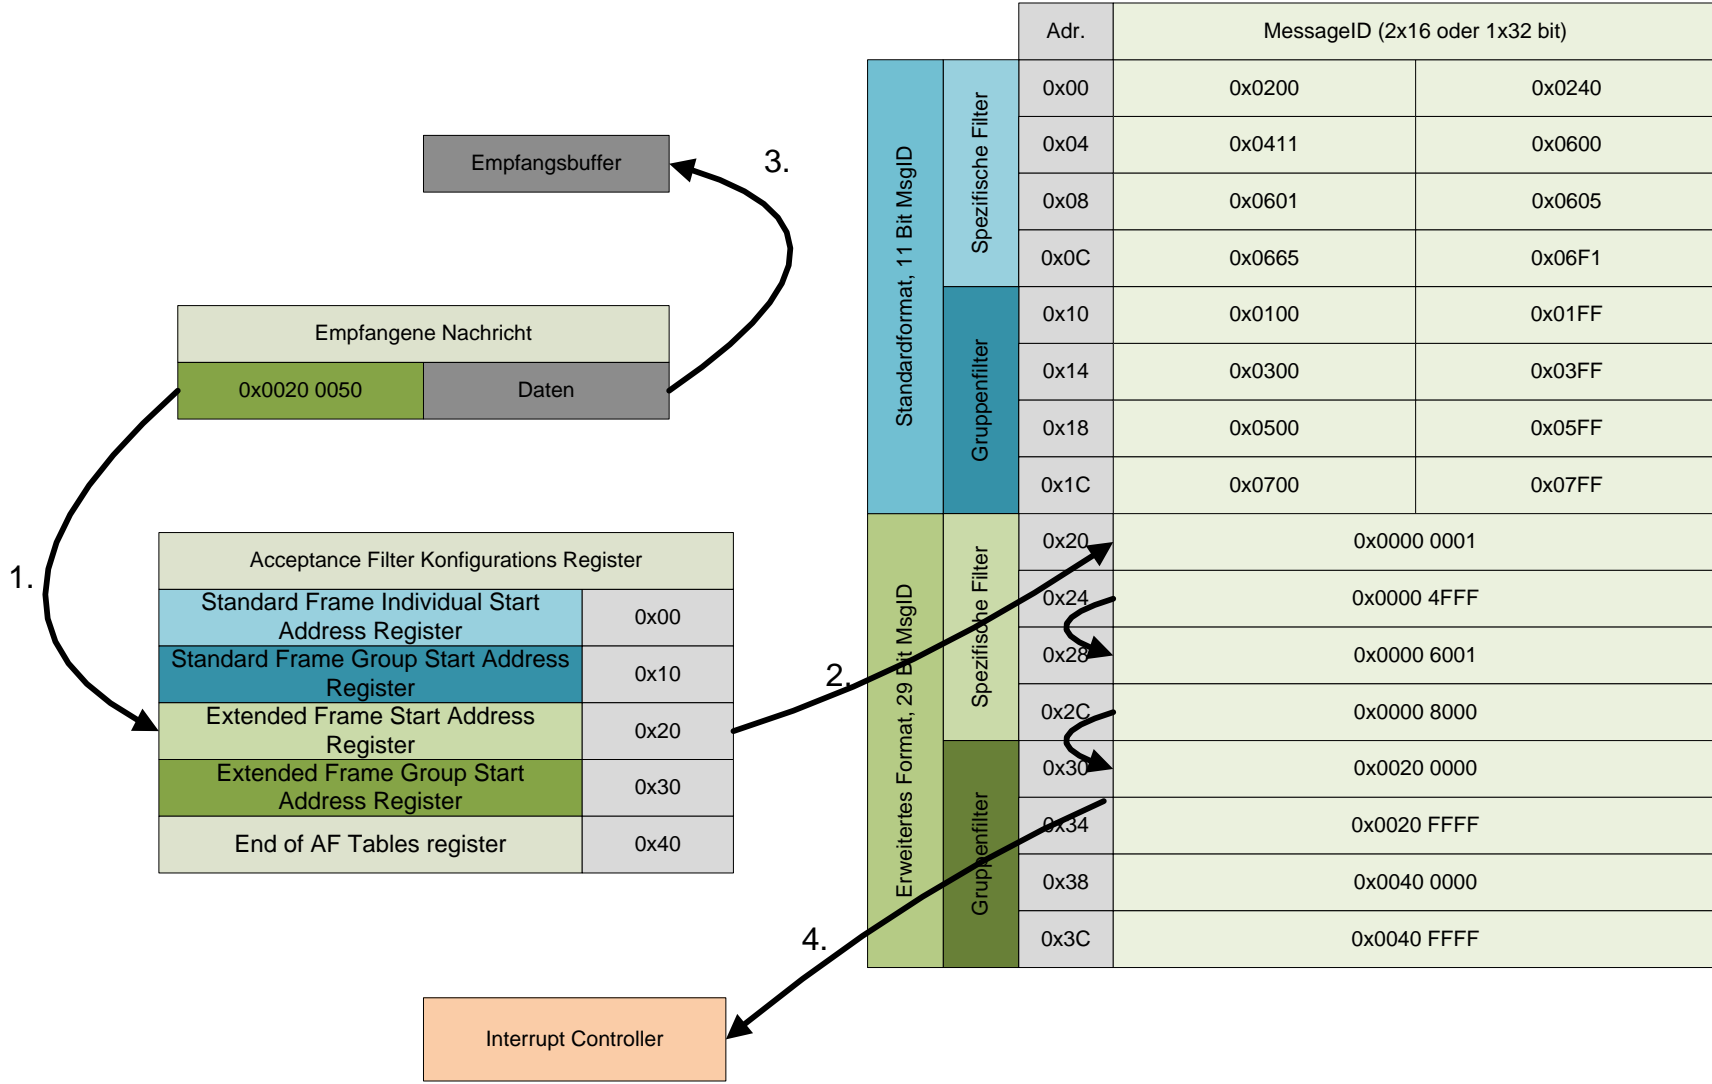 Adr. MessageID (2x16 oder 1x32 bit)
Standardformat, 11 Bit MsgID
Spezifische Filter
0x00 0x0200 0x0240
0x04 0x0411 0x0600
0x08 0x0601 0x0605
0x0C 0x0665 0x06F1
Gruppenfilter
0x10 0x0100 0x01FF
0x14 0x0300 0x03FF
0x18 0x0500 0x05FF
0x1C 0x0700 0x07FF
Erweitertes Format, 29 Bit MsgID
Spezifische Filter
0x20 0x0000 0001
0x24 0x0000 4FFF
0x28 0x0000 6001
0x2C 0x0000 8000
Gruppenfilter
0x30 0x0020 0000
0x34 0x0020 FFFF
0x38 0x0040 0000
0x3C 0x0040 FFFF
Empfangsbuffer
3.
Empfangene Nachricht
0x0020 0050 Daten
1.
Acceptance Filter Konfigurations Register
Standard Frame Individual Start
Address Register
0x00
Standard Frame Group Start Address
Register
0x10
Extended Frame Start Address
Register
0x20
Extended Frame Group Start
Address Register
0x30
End of AF Tables register 0x40
2.
4.
Interrupt Controller